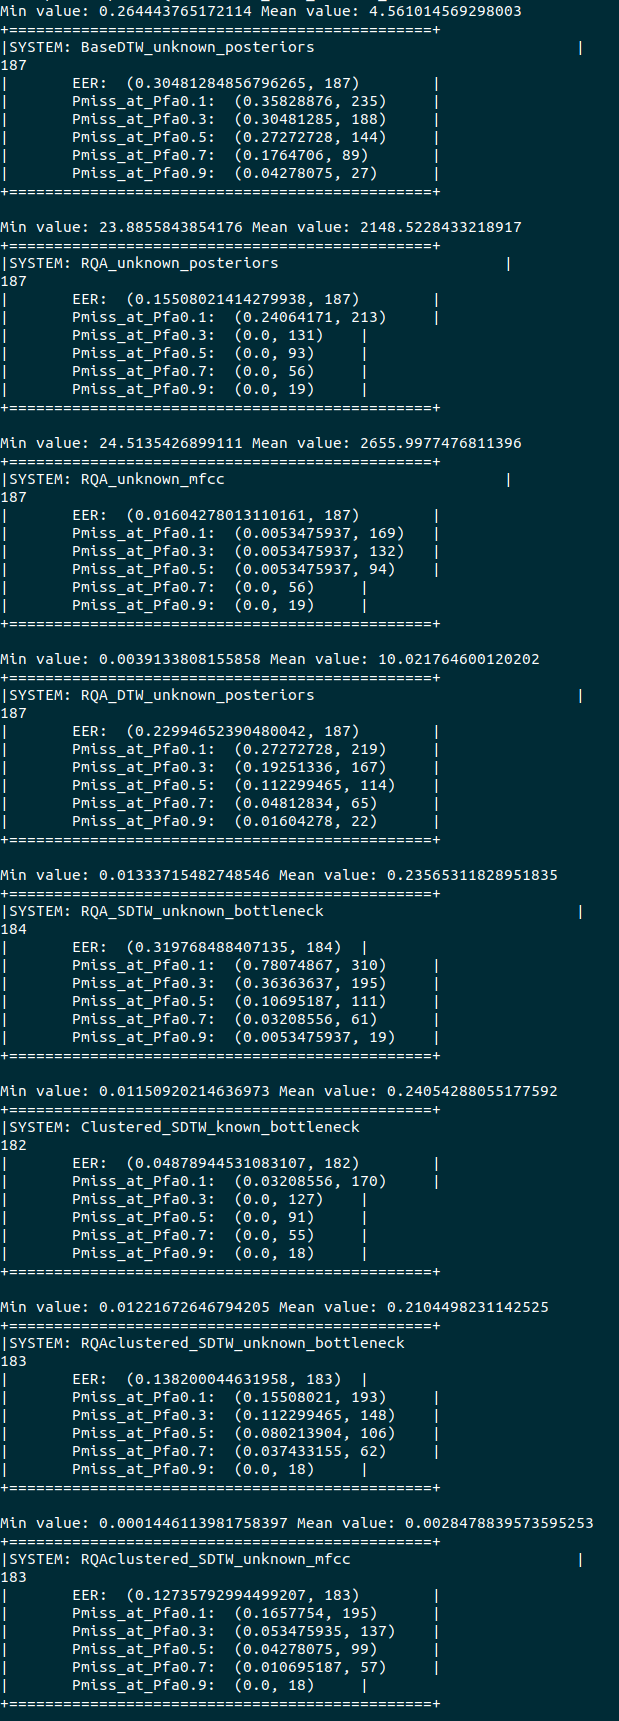 Min value: 0.264443765172114 Mean value: 4.561014569298003
+===============================================+
|SYSTEM: BaseDTW_unknown_posteriors |
187
| EER: (0.30481284856796265, 187) |
| Pmiss_at_Pfa0.1: (0.35828876, 235) |
| Pmiss_at_Pfa0.3: (0.30481285, 188) |
| Pmiss_at_Pfa0.5: (0.27272728, 144) |
| Pmiss_at_Pfa0.7: (0.1764706, 89) |
| Pmiss_at_Pfa0.9: (0.04278075, 27) |
+===============================================+
Min value: 23.8855843854176 Mean value: 2148.5228433218917
+===============================================+
|SYSTEM: RQA_unknown_posteriors |
187
| EER: (0.15508021414279938, 187) |
| Pmiss_at_Pfa0.1: (0.24064171, 213) |
| Pmiss_at_Pfa0.3: (0.0, 131) |
| Pmiss_at_Pfa0.5: (0.0, 93) |
| Pmiss_at_Pfa0.7: (0.0, 56) |
| Pmiss_at_Pfa0.9: (0.0, 19) |
+===============================================+
Min value: 24.5135426899111 Mean value: 2655.9977476811396
+===============================================+
|SYSTEM: RQA_unknown_mfcc |
187
| EER: (0.01604278013110161, 187) |
| Pmiss_at_Pfa0.1: (0.0053475937, 169) |
| Pmiss_at_Pfa0.3: (0.0053475937, 132) |
| Pmiss_at_Pfa0.5: (0.0053475937, 94) |
| Pmiss_at_Pfa0.7: (0.0, 56) |
| Pmiss_at_Pfa0.9: (0.0, 19) |
+===============================================+
Min value: 0.0039133808155858 Mean value: 10.021764600120202
+===============================================+
|SYSTEM: RQA_DTW_unknown_posteriors |
187
| EER: (0.22994652390480042, 187) |
| Pmiss_at_Pfa0.1: (0.27272728, 219) |
| Pmiss_at_Pfa0.3: (0.19251336, 167) |
| Pmiss_at_Pfa0.5: (0.112299465, 114) |
| Pmiss_at_Pfa0.7: (0.04812834, 65) |
| Pmiss_at_Pfa0.9: (0.01604278, 22) |
+===============================================+
Min value: 0.01333715482748546 Mean value: 0.23565311828951835
+===============================================+
|SYSTEM: RQA_SDTW_unknown_bottleneck |
184
| EER: (0.319768488407135, 184) |
| Pmiss_at_Pfa0.1: (0.78074867, 310) |
| Pmiss_at_Pfa0.3: (0.36363637, 195) |
| Pmiss_at_Pfa0.5: (0.10695187, 111) |
| Pmiss_at_Pfa0.7: (0.03208556, 61) |
| Pmiss_at_Pfa0.9: (0.0053475937, 19) |
+===============================================+
Min value: 0.01150920214636973 Mean value: 0.24054288055177592
+===============================================+
|SYSTEM: Clustered_SDTW_known_bottleneck
182
| EER: (0.04878944531083107, 182) |
| Pmiss_at_Pfa0.1: (0.03208556, 170) |
| Pmiss_at_Pfa0.3: (0.0, 127) |
| Pmiss_at_Pfa0.5: (0.0, 91) |
| Pmiss_at_Pfa0.7: (0.0, 55) |
| Pmiss_at_Pfa0.9: (0.0, 18) |
+===============================================+
Min value: 0.01221672646794205 Mean value: 0.2104498231142525
+===============================================+
|SYSTEM: RQAclustered_SDTW_unknown_bottleneck
183
| EER: (0.138200044631958, 183) |
| Pmiss_at_Pfa0.1: (0.15508021, 193) |
| Pmiss_at_Pfa0.3: (0.112299465, 148) |
| Pmiss_at_Pfa0.5: (0.080213904, 106) |
| Pmiss_at_Pfa0.7: (0.037433155, 62) |
| Pmiss_at_Pfa0.9: (0.0, 18) |
+===============================================+
Min value: 0.0001446113981758397 Mean value: 0.0028478839573595253
+===============================================+
|SYSTEM: RQAclustered_SDTW_unknown_mfcc |
183
| EER: (0.12735792994499207, 183) |
| Pmiss_at_Pfa0.1: (0.1657754, 195) |
| Pmiss_at_Pfa0.3: (0.053475935, 137) |
| Pmiss_at_Pfa0.5: (0.04278075, 99) |
| Pmiss_at_Pfa0.7: (0.010695187, 57) |
| Pmiss_at_Pfa0.9: (0.0, 18) |
+===============================================+